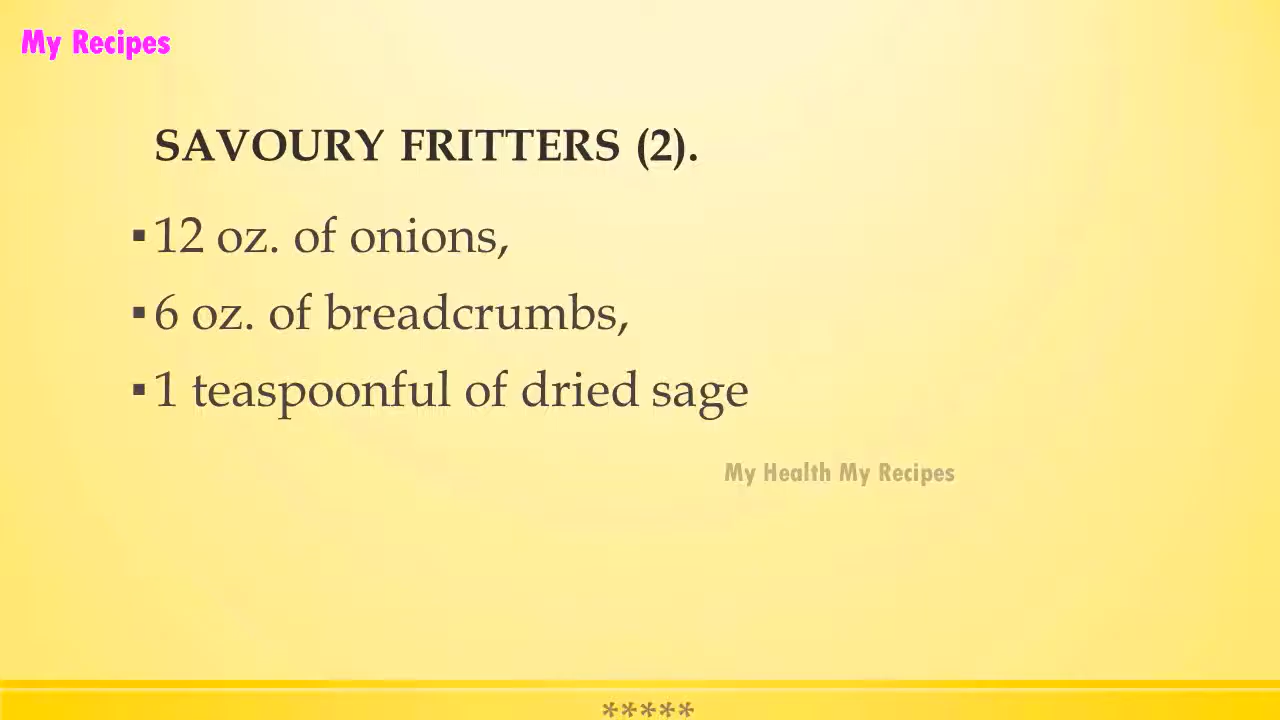 My Recipes
SAVOURY FRITTERS (2).
▪12 oz. of onions,
▪6 oz. of breadcrumbs,
▪1 teaspoonful of dried sage
My Health My Recipes
*****